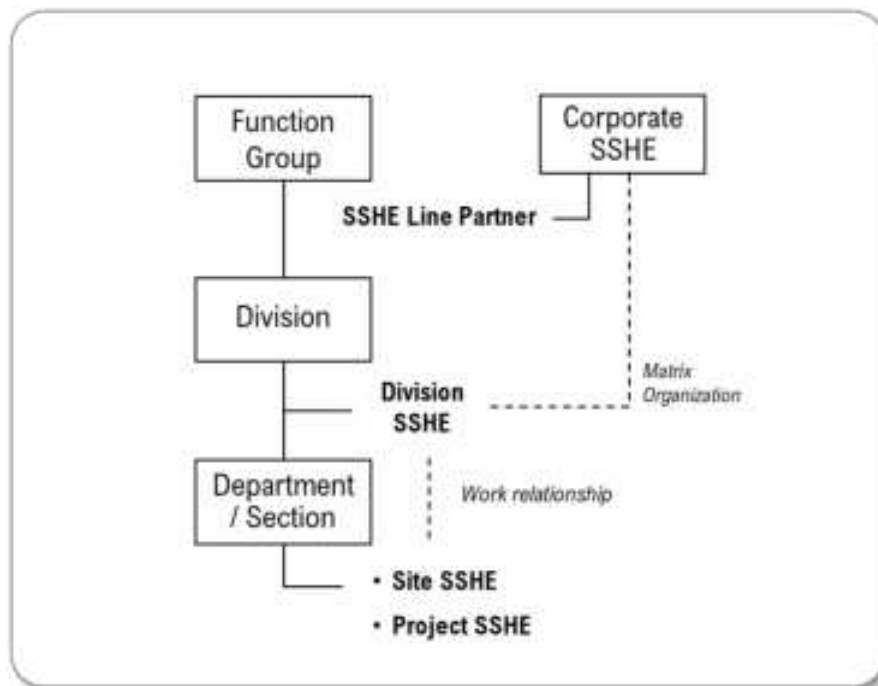 Function
Group
Corporate
SSHE
SSHE Line Partner
Division
Matrix
Organization
Division
SSHE
Department
/ Section
Work relationship
• Site SSHE
• Project SSHE